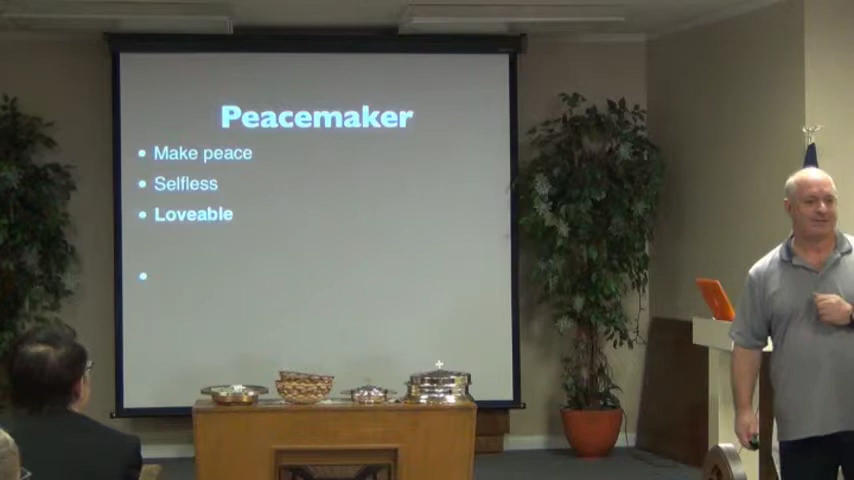 Peacemaker
• Make peace
• Selfless
• Loveable
•